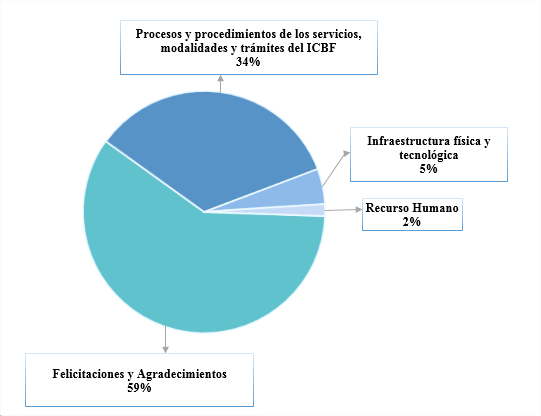 Procesos y procedimientos de los servicios,
modalidades y trámites del ICBF
34%
Infraestructura física y
tecnológica
5%
Recurso Humano
2%
Felicitaciones y Agradecimientos
59%